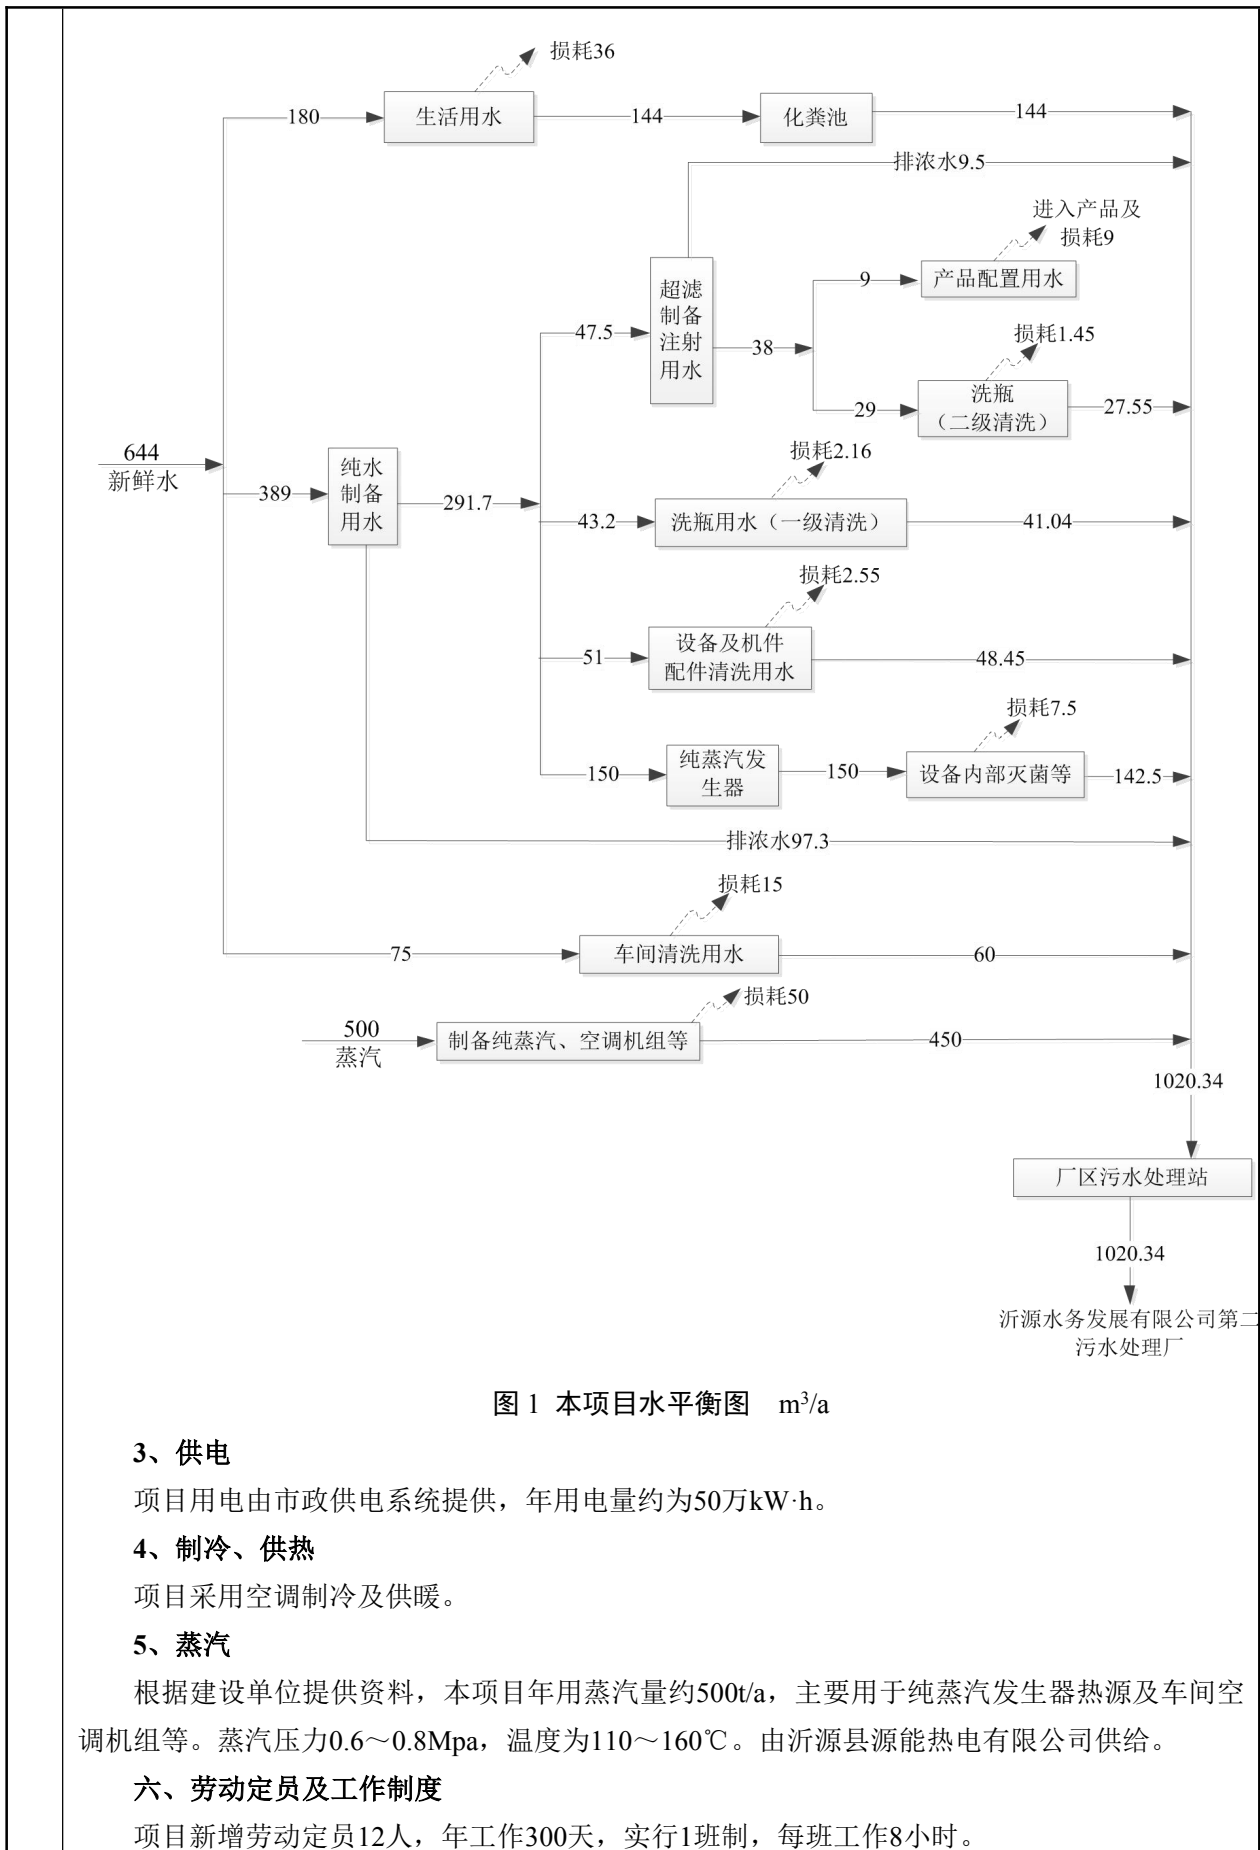 损耗36
180
生活用水
144
化粪池
144
排浓水9.5
进入产品及
损耗9
超滤
制备
注射
用水
9
产品配置用水
47.5
38
损耗1.45
29
洗瓶
（二级清洗）
27.55
644
新鲜水
389
纯水
制备
用水
291.7
损耗2.16
43.2
洗瓶用水（一级清洗）
41.04
损耗2.55
51
设备及机件
配件清洗用水
48.45
损耗7.5
150
纯蒸汽发
生器
150
设备内部灭菌等
142.5
排浓水97.3
损耗15
75
车间清洗用水
60
损耗50
500
蒸汽
制备纯蒸汽、空调机组等
450
1020.34
厂区污水处理站
1020.34
沂源水务发展有限公司第二
污水处理厂
图1 本项目水平衡图 m³/a
3、供电
项目用电由市政供电系统提供，年用电量约为50万kW·h。
4、制冷、供热
项目采用空调制冷及供暖。
5、蒸汽
根据建设单位提供资料，本项目年用蒸汽量约500t/a，主要用于纯蒸汽发生器热源及车间空
调机组等。蒸汽压力0.6～0.8Mpa，温度为110～160℃。由沂源县源能热电有限公司供给。
六、劳动定员及工作制度
项目新增劳动定员12人，年工作300天，实行1班制，每班工作8小时。